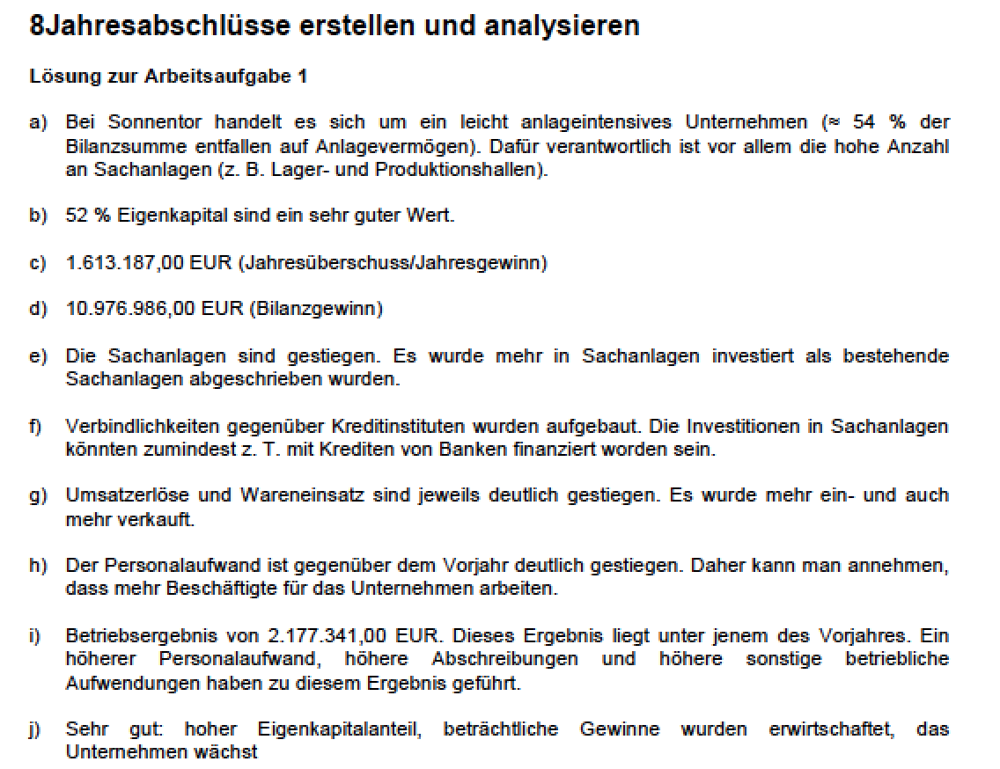 8Jahresabschlüsse erstellen und analysieren
Lösung zur Arbeitsaufgabe 1
a) Bei Sonnentor handelt es sich um ein leicht anlageintensives Unternehmen (≈ 54 % der
Bilanzsumme entfallen auf Anlagevermögen). Dafür verantwortlich ist vor allem die hohe Anzahl
an Sachanlagen (z. B. Lager- und Produktionshallen).
b) 52 % Eigenkapital sind ein sehr guter Wert.
c) 1.613.187,00 EUR (Jahresüberschuss/Jahresgewinn)
d) 10.976.986,00 EUR (Bilanzgewinn)
e) Die Sachanlagen sind gestiegen. Es wurde mehr in Sachanlagen investiert als bestehende
Sachanlagen abgeschrieben wurden.
f) Verbindlichkeiten gegenüber Kreditinstituten wurden aufgebaut. Die Investitionen in Sachanlagen
könnten zumindest z. T. mit Krediten von Banken finanziert worden sein.
g) Umsatzerlöse und Wareneinsatz sind jeweils deutlich gestiegen. Es wurde mehr ein- und auch
mehr verkauft.
h) Der Personalaufwand ist gegenüber dem Vorjahr deutlich gestiegen. Daher kann man annehmen,
dass mehr Beschäftigte für das Unternehmen arbeiten.
i) Betriebsergebnis von 2.177.341,00 EUR. Dieses Ergebnis liegt unter jenem des Vorjahres. Ein
höherer Personalaufwand, höhere Abschreibungen und höhere sonstige betriebliche
Aufwendungen haben zu diesem Ergebnis geführt.
j) Sehr gut: hoher Eigenkapitalanteil, beträchtliche Gewinne wurden erwirtschaftet, das
Unternehmen wächst